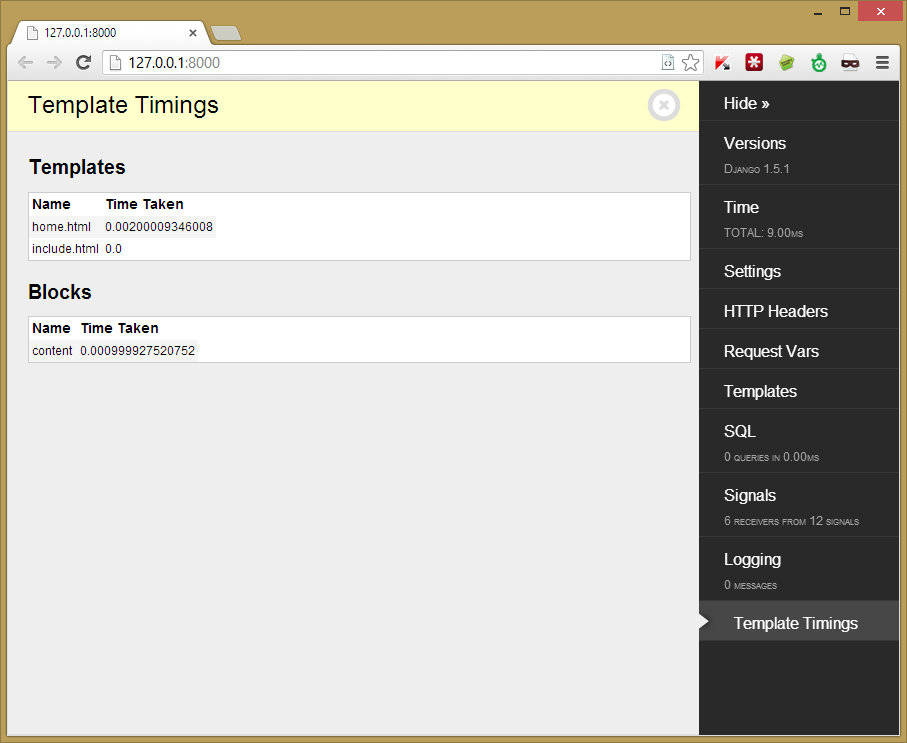 127.0.0.1:8000
127.0.0.1:8000
Template Timings
Templates
Name Time Taken
home.html 0.00200009346008
include.html 0.0
Blocks
Name Time Taken
content 0.000999927520752
Hide »
Versions
Django 1.5.1
Time
TOTAL: 9.00ms
Settings
HTTP Headers
Request Vars
Templates
SQL
0 queries in 0.00ms
Signals
6 receivers from 12 signals
Logging
0 messages
Template Timings